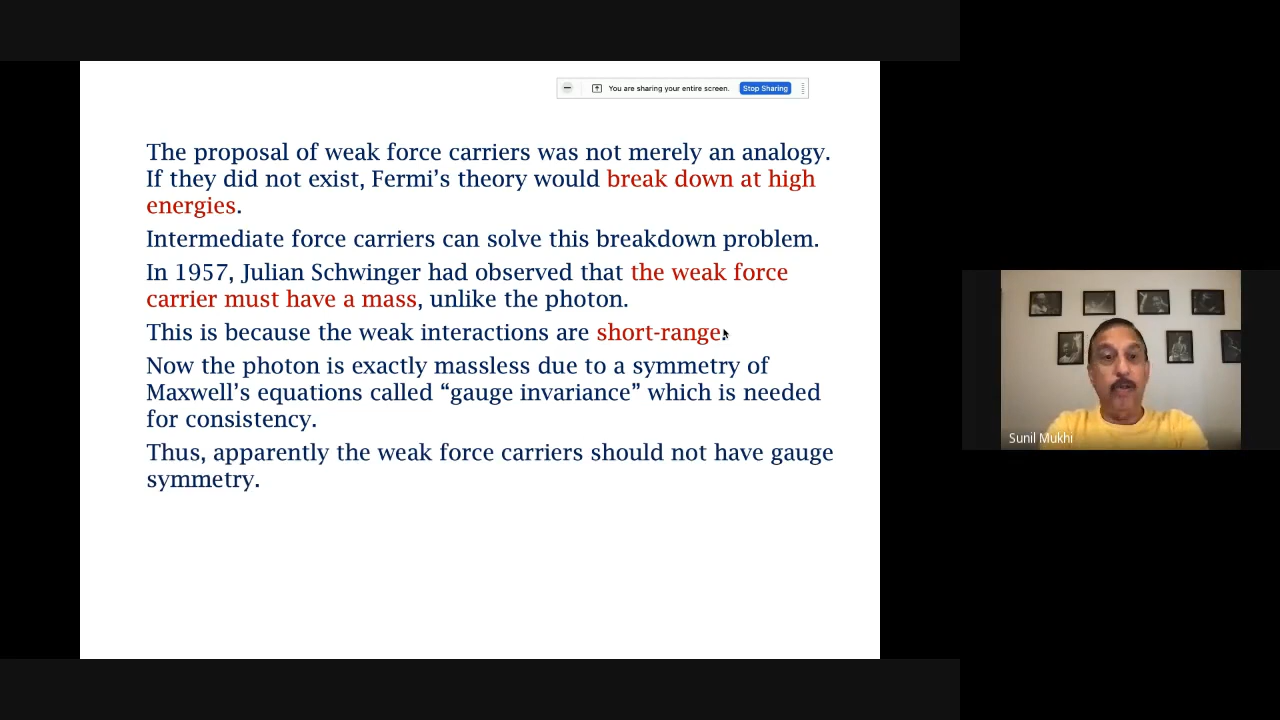 You are sharing your entire screen. Stop Sharing
The proposal of weak force carriers was not merely an analogy.
If they did not exist, Fermi’s theory would break down at high
energies.
Intermediate force carriers can solve this breakdown problem.
In 1957, Julian Schwinger had observed that the weak force
carrier must have a mass, unlike the photon.
This is because the weak interactions are short-range.
Now the photon is exactly massless due to a symmetry of
Maxwell’s equations called “gauge invariance” which is needed
for consistency.
Thus, apparently the weak force carriers should not have gauge
symmetry.
Sunil Mukhi